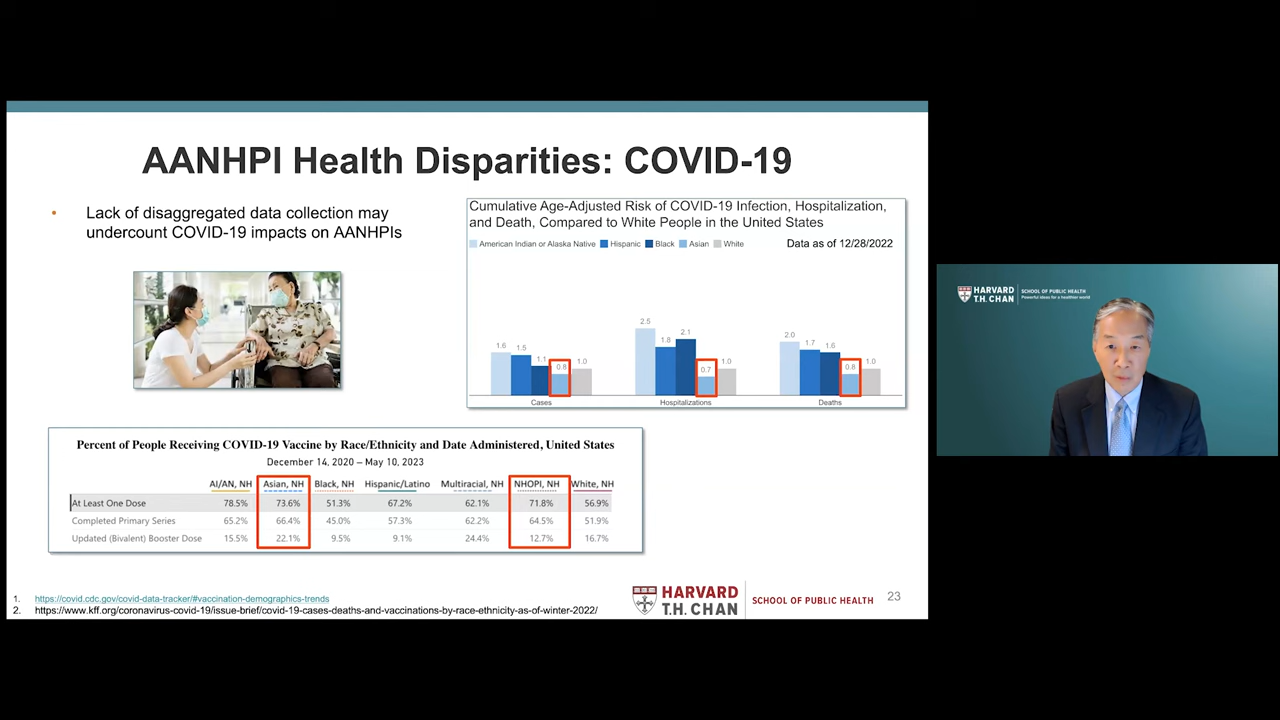 AANHPI Health Disparities: COVID-19
• Lack of disaggregated data collection may
undercount COVID-19 impacts on AANHPIs
Cumulative Age-Adjusted Risk of COVID-19 Infection, Hospitalization,
and Death, Compared to White People in the United States
American Indian or Alaska Native Hispanic Black Asian White Data as of 12/28/2022
1.6 1.5 1.1 0.8 1.0
2.5 1.8 2.1 0.7 1.0
2.0 1.7 1.6 0.8 1.0
Cases Hospitalizations Deaths
HARVARD
T.H. CHAN
SCHOOL OF PUBLIC HEALTH
Powerful ideas for a healthier world
Percent of People Receiving COVID-19 Vaccine by Race/Ethnicity and Date Administered, United States
December 14, 2020 – May 10, 2023
AI/AN, NH Asian, NH Black, NH Hispanic/Latino Multiracial, NH NHOPI, NH White, NH
At Least One Dose 78.5% 73.6% 51.3% 67.2% 62.1% 71.8% 56.9%
Completed Primary Series 65.2% 66.4% 45.0% 57.3% 62.2% 64.5% 51.9%
Updated (Bivalent) Booster Dose 15.5% 22.1% 9.5% 9.1% 24.4% 12.7% 16.7%
1. https://covid.cdc.gov/covid-data-tracker/#vaccination-demographics-trends
2. https://www.kff.org/coronavirus-covid-19/issue-brief/covid-19-cases-deaths-and-vaccinations-by-race-ethnicity-as-of-winter-2022/
HARVARD
T.H. CHAN
SCHOOL OF PUBLIC HEALTH
23